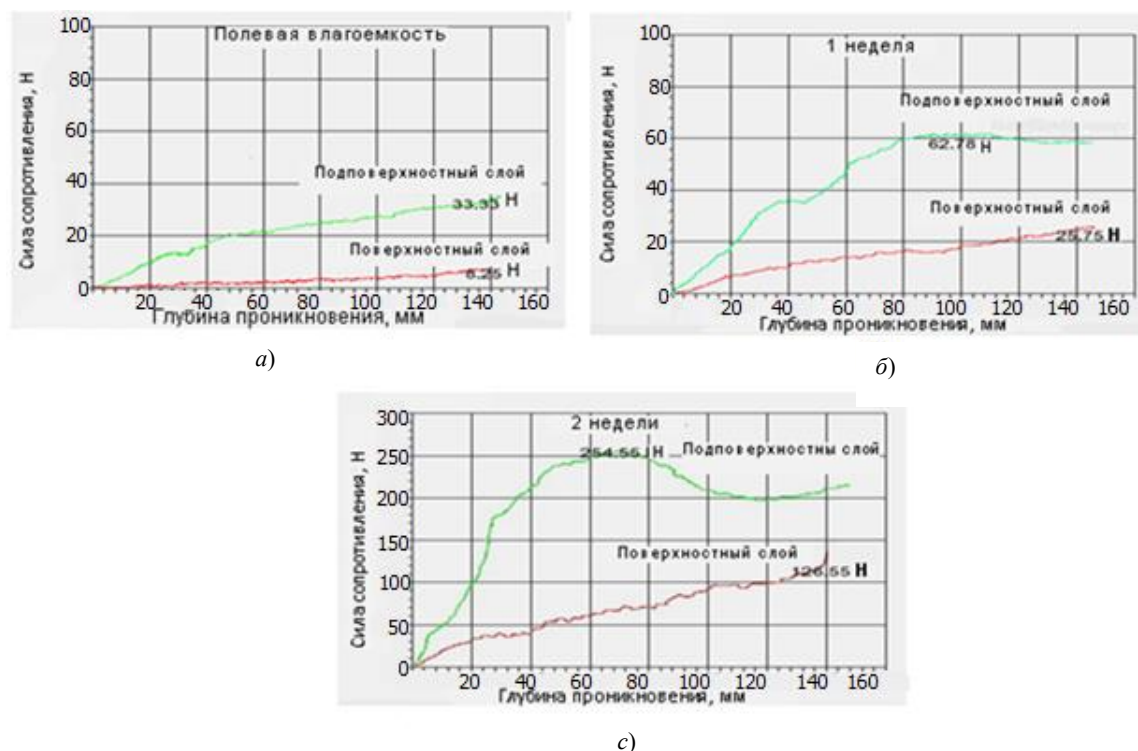 Полевая влагоемкость
Сила сопротивления, Н
100
80
60
40
20
0
Подповерхностный слой
33.33 Н
Поверхностный слой
6.25 Н
20 40 60 80 100 120 140 160
Глубина проникновения, мм
а)
1 неделя
Сила сопротивления, Н
100
80
60
40
20
0
Подповерхностный слой
62.78 Н
Поверхностный слой
25.75 Н
20 40 60 80 100 120 140 160
Глубина проникновения, мм
б)
2 недели
Сила сопротивления, Н
300
250
200
150
100
50
0
254.55 Н Подповерхностны слой
Поверхностный слой
126.55 Н
20 40 60 80 100 120 140 160
Глубина проникновения, мм
с)